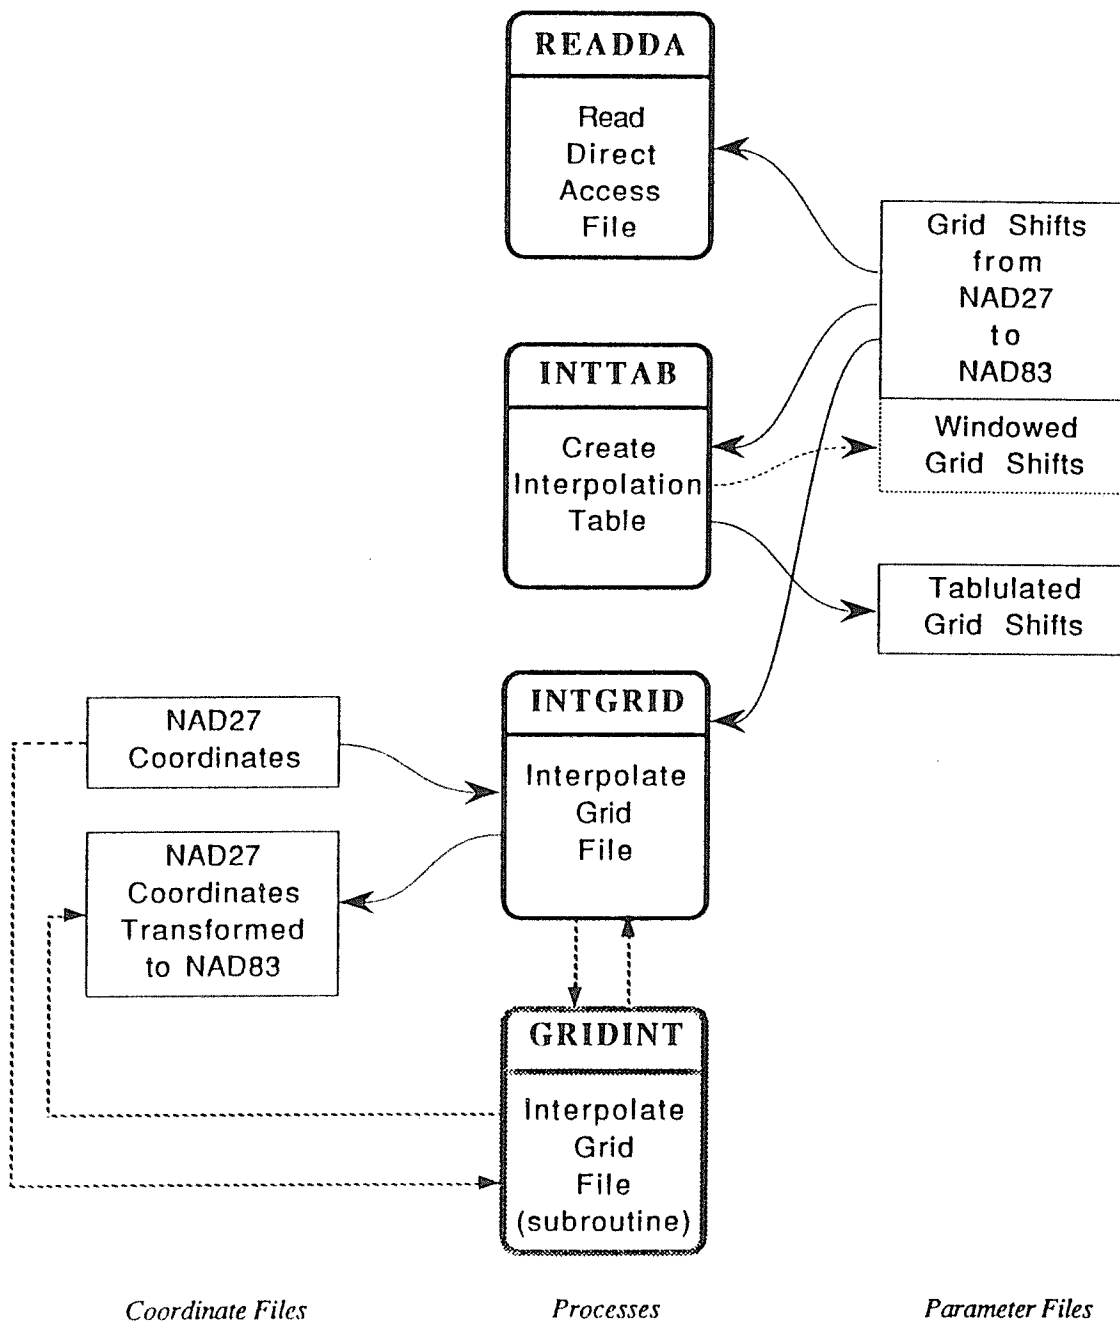 READDA
Read
Direct
Access
File
Grid Shifts
from
NAD27
to
NAD83
Windowed
Grid Shifts
INTTAB
Create
Interpolation
Table
Tablulated
Grid Shifts
NAD27
Coordinates
INTGRID
Interpolate
Grid
File
NAD27
Coordinates
Transformed
to NAD83
GRIDINT
Interpolate
Grid
File
(subroutine)
Coordinate Files
Processes
Parameter Files